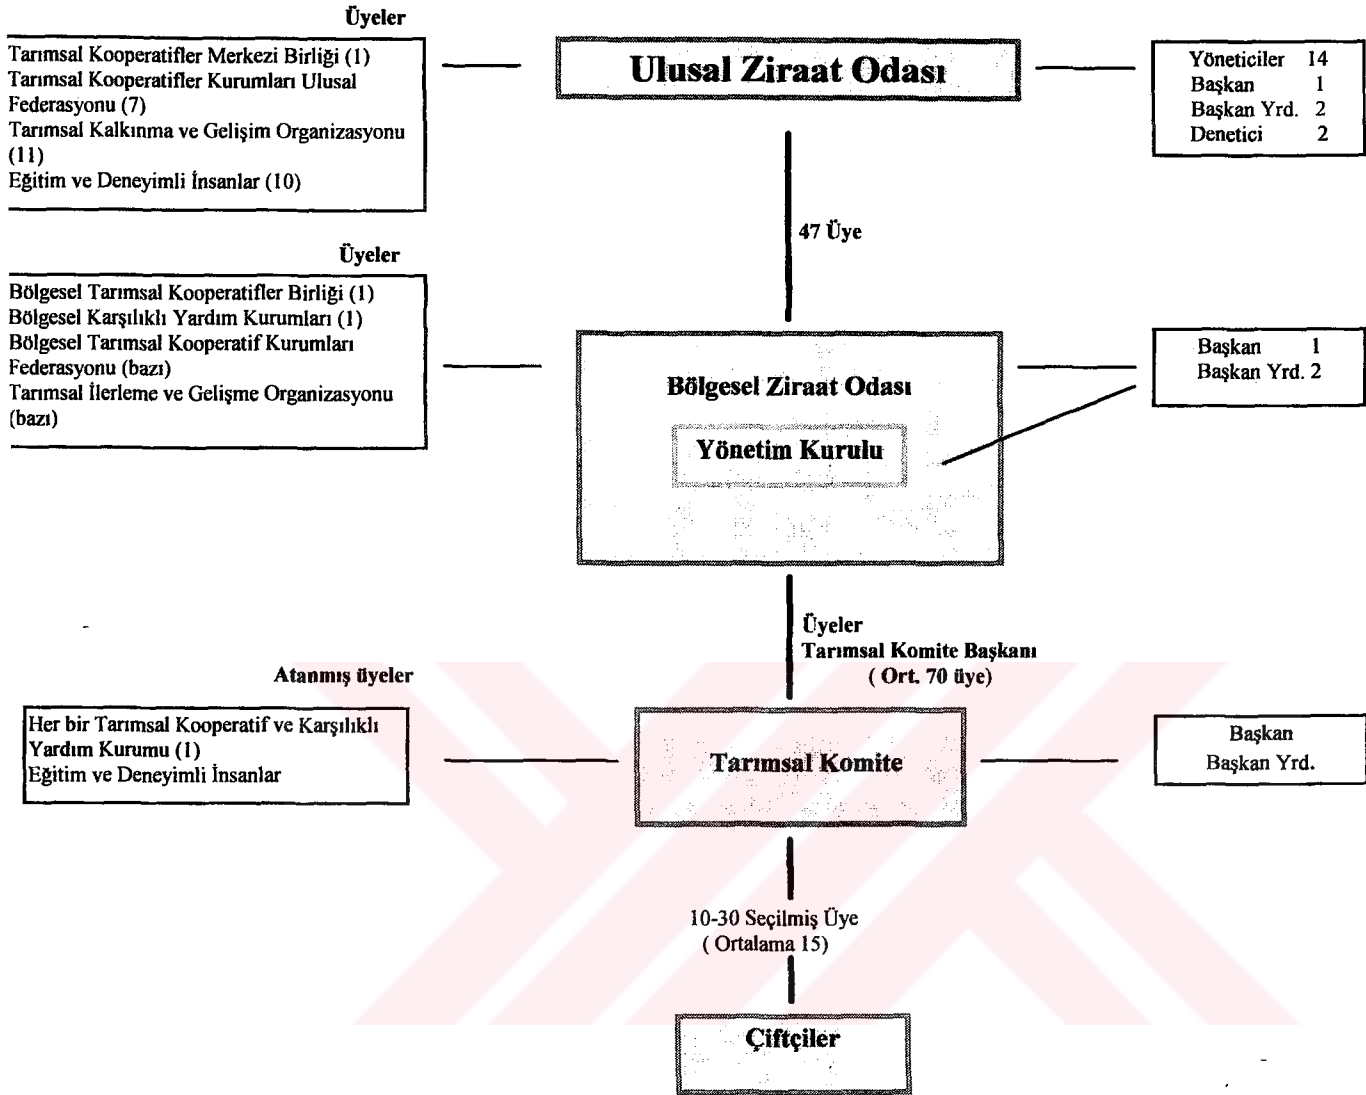 Üyeler
Tarımsal Kooperatifler Merkezi Birliği (1)
Tarımsal Kooperatifler Kurumları Ulusal
Federasyonu (7)
Tarımsal Kalkınma ve Gelişim Organizasyonu
(11)
Eğitim ve Deneyimli İnsanlar (10)
Ulusal Ziraat Odası
Yöneticiler 14
Başkan 1
Başkan Yrd. 2
Denetici 2
47 Üye
Üyeler
Bölgesel Tarımsal Kooperatifler Birliği (1)
Bölgesel Karşılıklı Yardım Kurumları (1)
Bölgesel Tarımsal Kooperatif Kurumları
Federasyonu (bazı)
Tarımsal İlerleme ve Gelişme Organizasyonu
(bazı)
Bölgesel Ziraat Odası
Yönetim Kurulu
Başkan 1
Başkan Yrd. 2
Üyeler
Tarımsal Komite Başkanı
( Ort. 70 üye)
Atanmış üyeler
Her bir Tarımsal Kooperatif ve Karşılıklı
Yardım Kurumu (1)
Eğitim ve Deneyimli İnsanlar
Tarımsal Komite
Başkan
Başkan Yrd.
10-30 Seçilmiş Üye
( Ortalama 15)
Çiftçiler